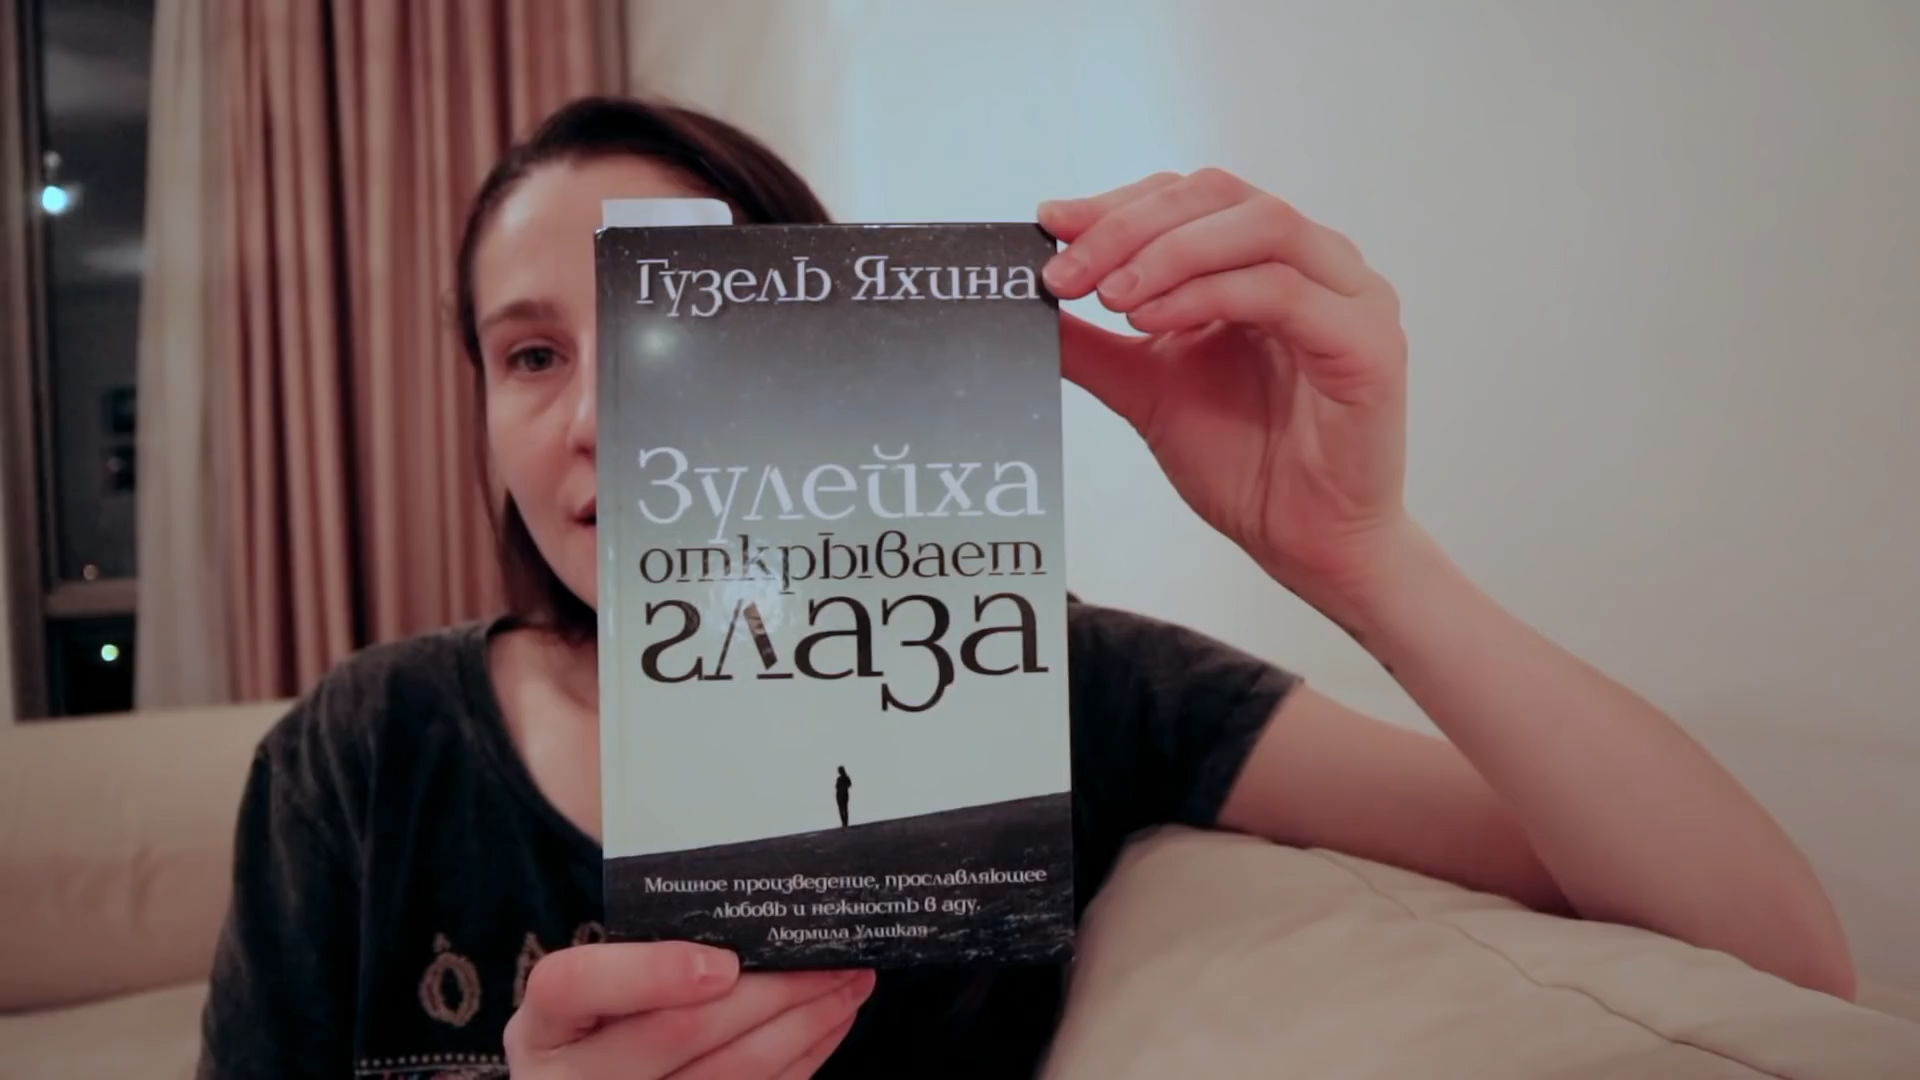 Гузель Яхина
Зулейха
открывает
глаза
Мощное произведение, прославляющее
любовь и нежность в аду.
Людмила Улицкая